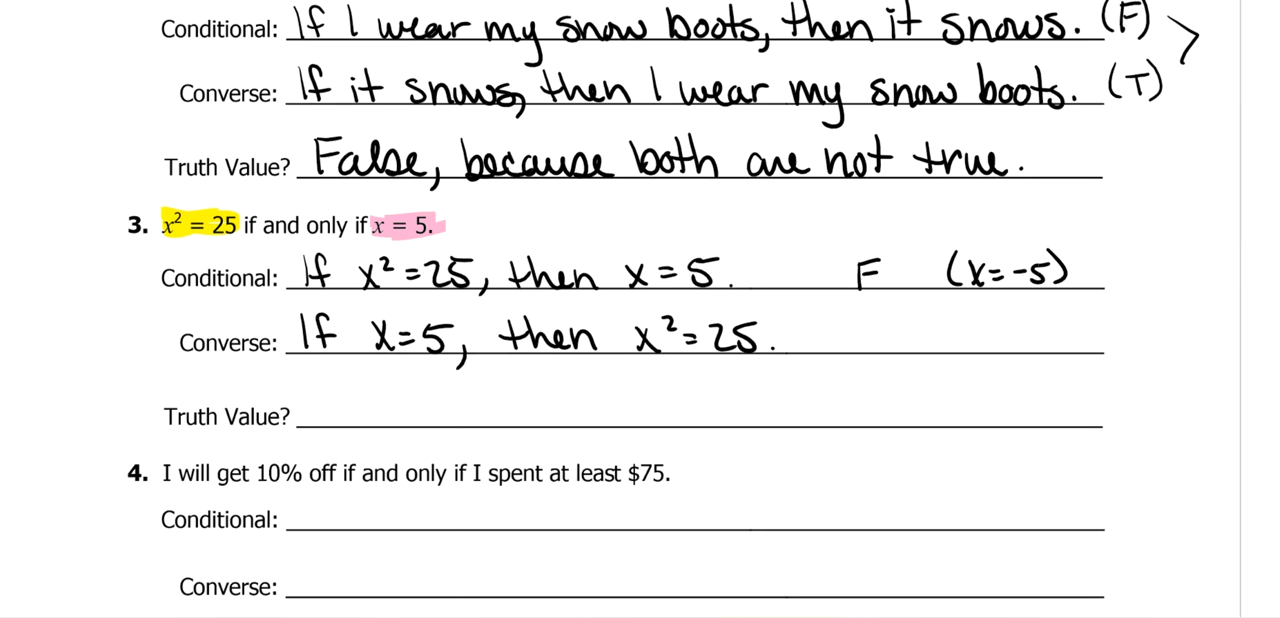 Conditional: If I wear my snow boots, then it snows. (F)
Converse: If it snows, then I wear my snow boots. (T)
Truth Value? False, because both are not true.
3. x² = 25 if and only if x = 5.
Conditional: If x²=25, then x=5. F (x=-5)
Converse: If x=5, then x²=25.
Truth Value?
4. I will get 10% off if and only if I spent at least $75.
Conditional:
Converse: